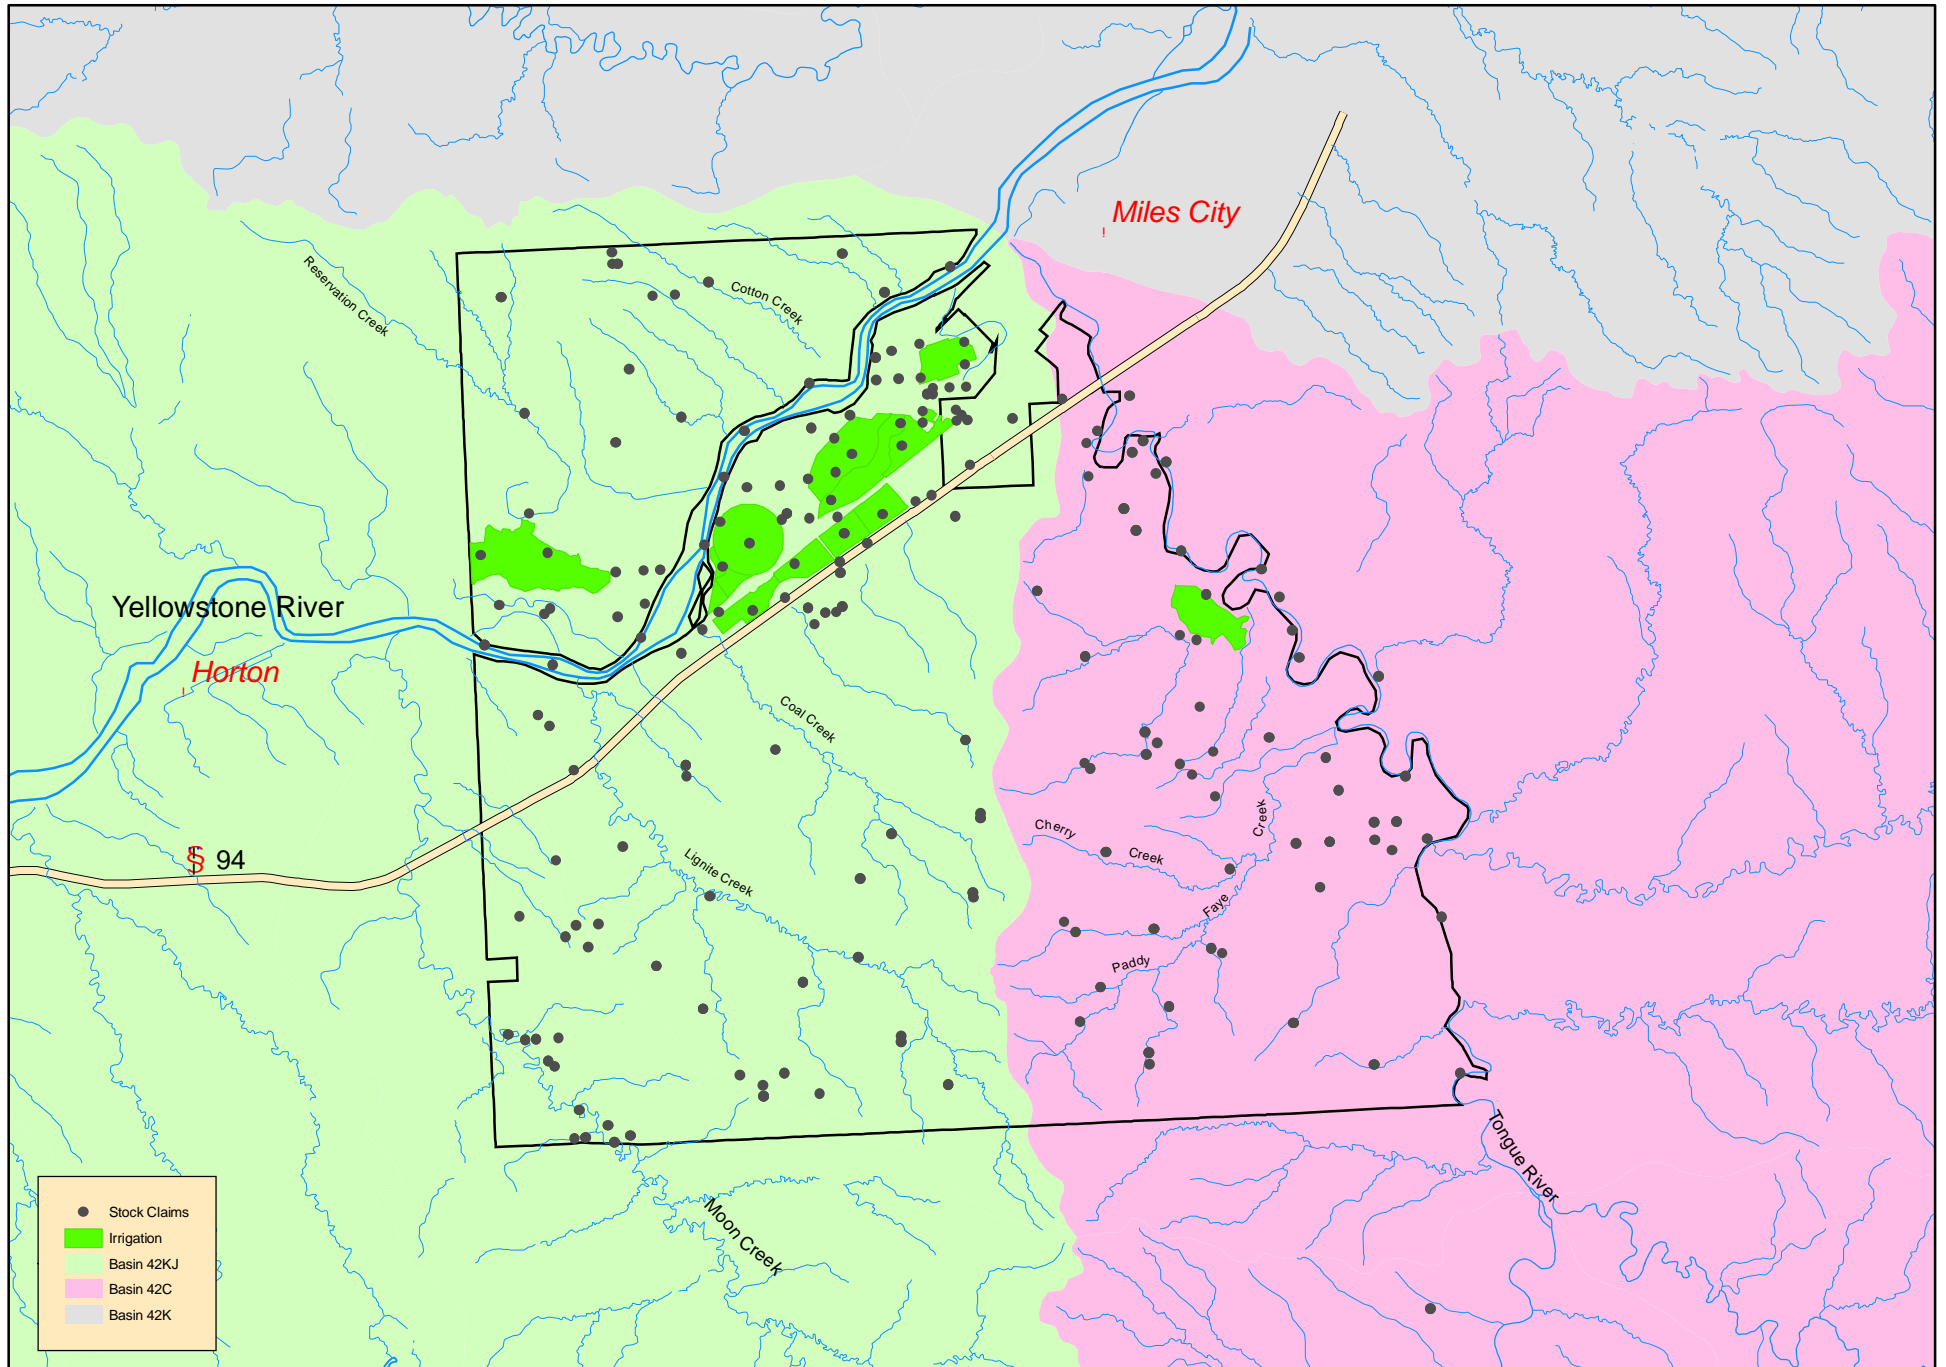 Miles City
!
Reservation Creek
Cotton Creek
Yellowstone River
Horton
!
Coal Creek
§ 94
Lignite Creek
Cherry
Creek
Creek
Faye
Paddy
Tongue River
Moon Creek
Stock Claims
Irrigation
Basin 42KJ
Basin 42C
Basin 42K